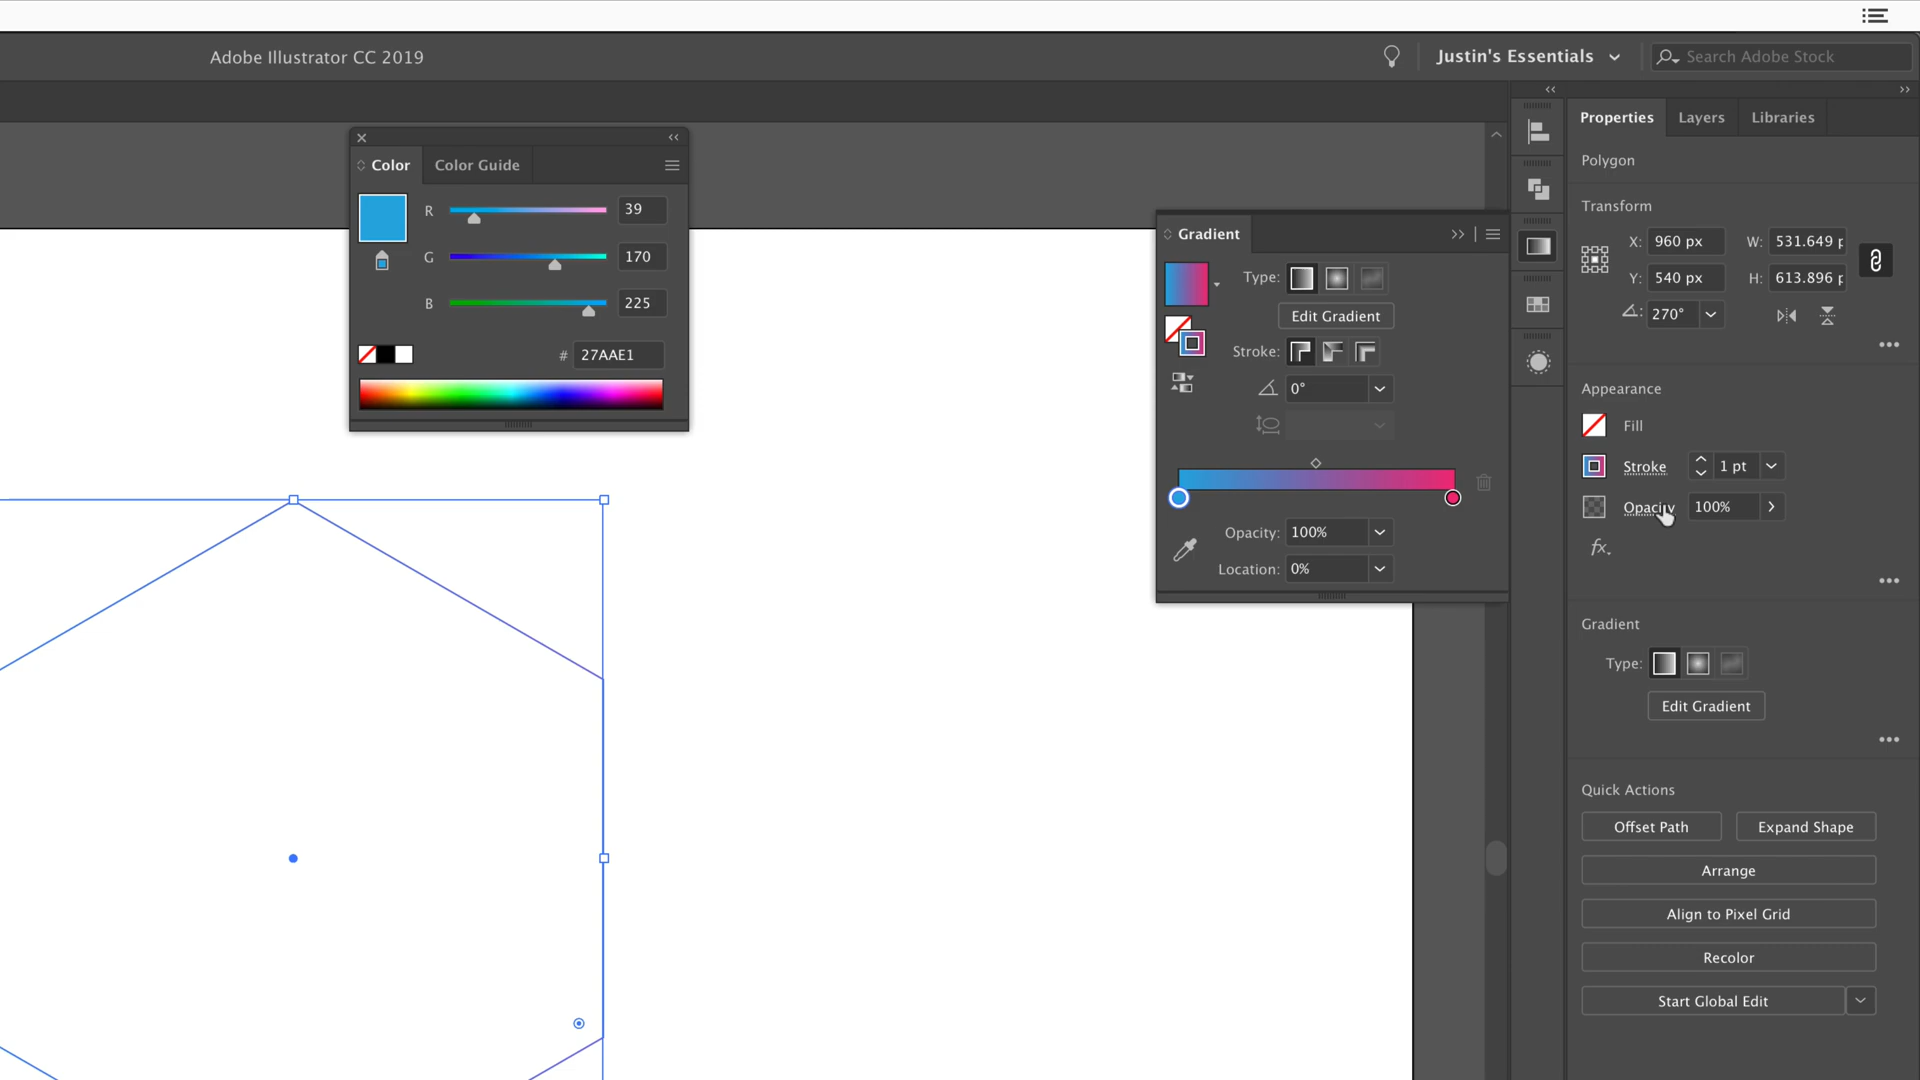 Adobe Illustrator CC 2019
Justin's Essentials
Search Adobe Stock
Color
Color Guide
R
39
G
170
B
225
#
27AAE1
Gradient
Type:
Edit Gradient
Stroke:
0°
Opacity:
100%
Location:
0%
Properties
Layers
Libraries
Polygon
Transform
X:
960 px
W:
531.649 p
Y:
540 px
H:
613.896 p
270°
Appearance
Fill
Stroke
1 pt
Opacity
100%
fx.
Gradient
Type:
Edit Gradient
Quick Actions
Offset Path
Expand Shape
Arrange
Align to Pixel Grid
Recolor
Start Global Edit